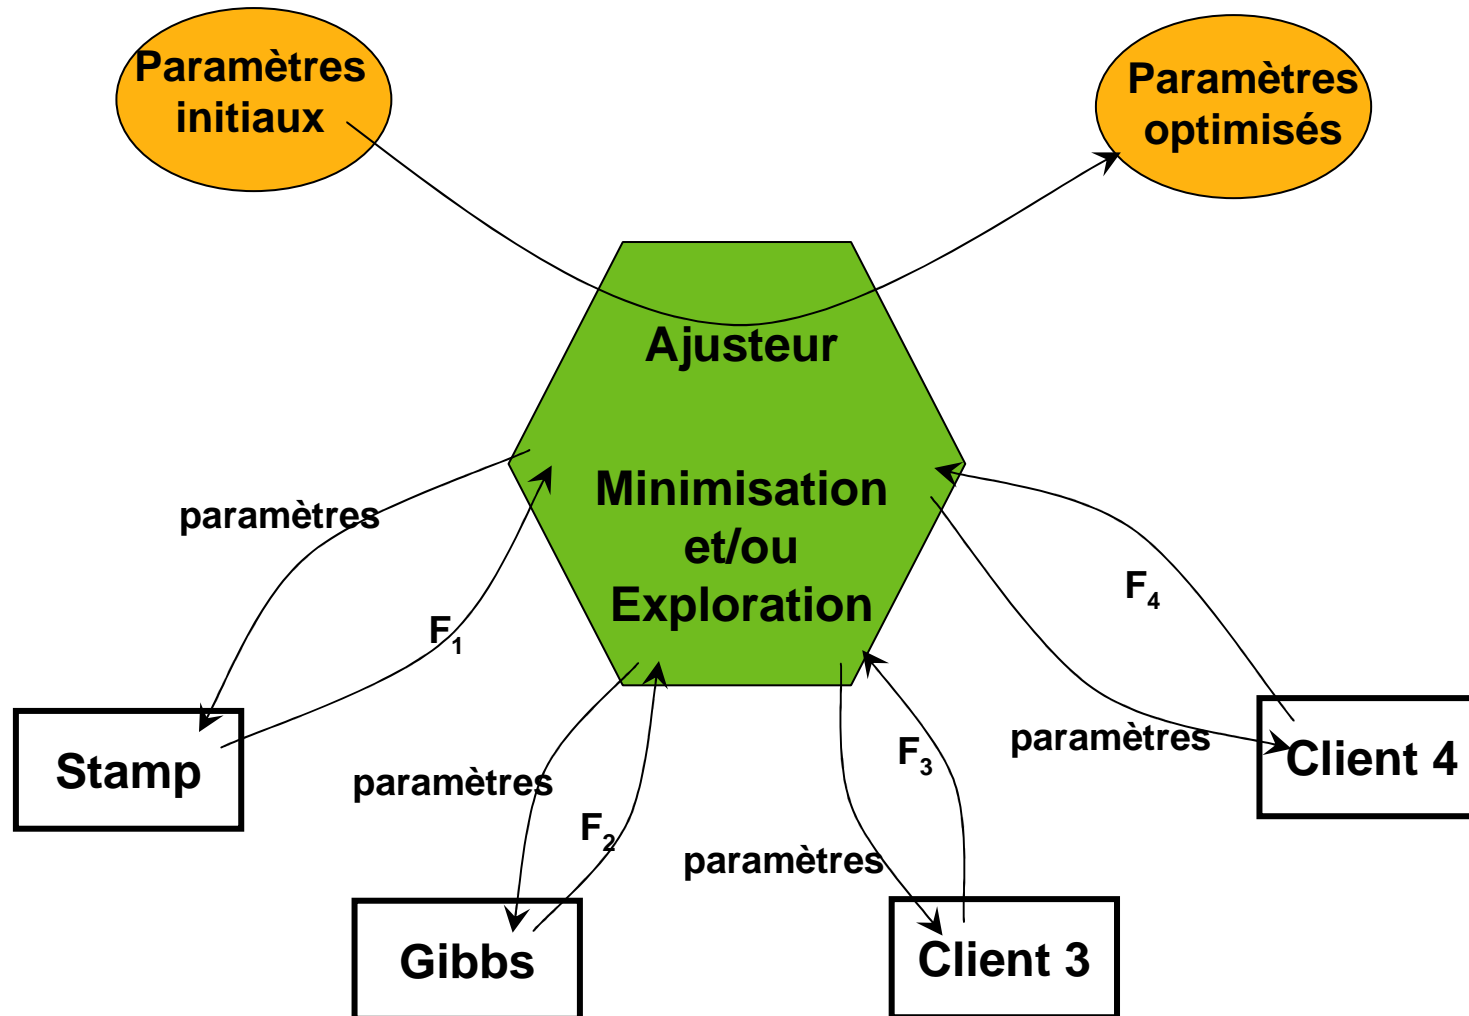 Paramètres
initiaux
Paramètres
optimisés
Ajusteur
Minimisation
et/ou
Exploration
paramètres
F1
F4
Stamp
paramètres
F2
F3
paramètres
paramètres
Client 4
Gibbs
Client 3